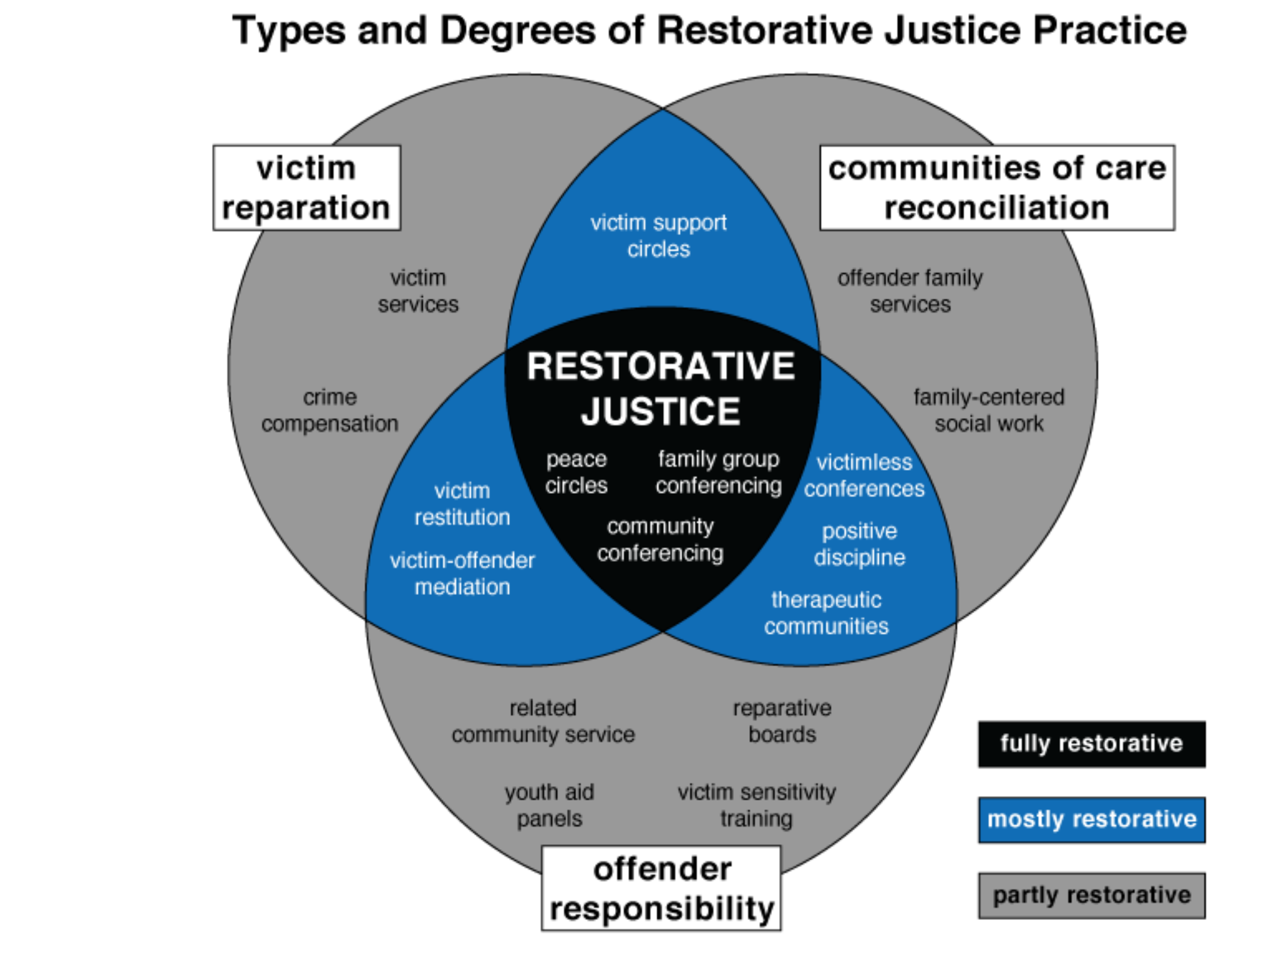 Types and Degrees of Restorative Justice Practice
victim
reparation
communities of care
reconciliation
victim support
circles
victim
services
offender family
services
crime
compensation
family-centered
social work
RESTORATIVE
JUSTICE
peace
circles
family group
conferencing
community
conferencing
victimless
conferences
positive
discipline
therapeutic
communities
victim
restitution
victim-offender
mediation
related
community service
reparative
boards
youth aid
panels
victim sensitivity
training
offender
responsibility
fully restorative
mostly restorative
partly restorative